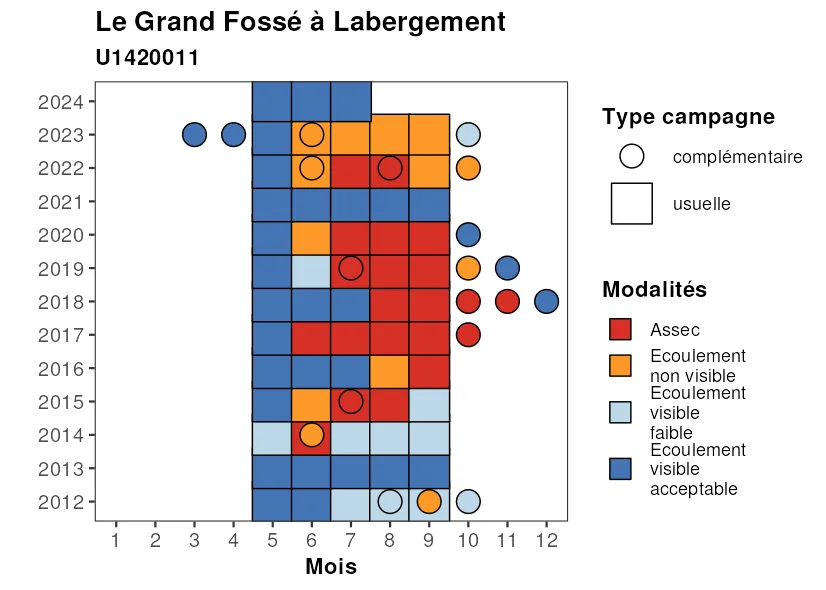 Le Grand Fossé à Labergement
U1420011
2024
2023
2022
2021
2020
2019
2018
2017
2016
2015
2014
2013
2012
1 2 3 4 5 6 7 8 9 10 11 12
Mois
Type campagne
complémentaire
usuelle
Modalités
Assec
Ecoulement
non visible
Ecoulement
visible
faible
Ecoulement
visible
acceptable